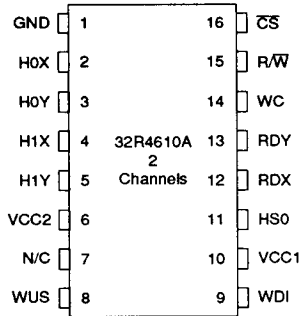 GND 1 16 C̅S̅
H0X 2 15 R/W̅
H0Y 3 14 WC
H1X 4 32R4610A 13 RDY
2
H1Y 5 Channels 12 RDX
VCC2 6 11 HS0
N/C 7 10 VCC1
WUS 8 9 WDI